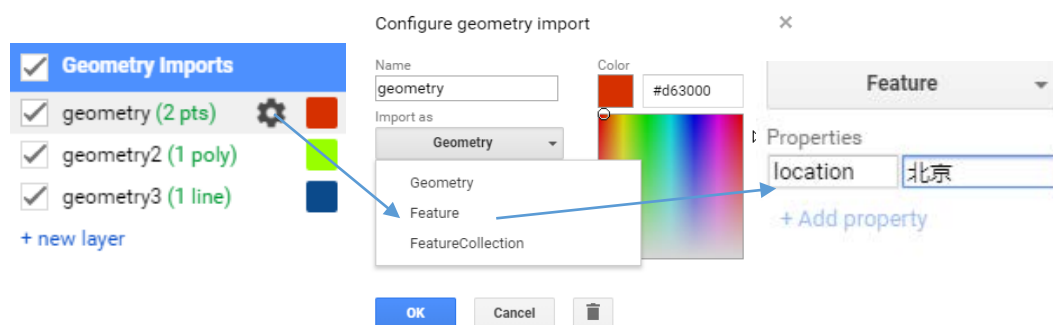 Geometry Imports
geometry (2 pts)
geometry2 (1 poly)
geometry3 (1 line)
+ new layer
Configure geometry import
×
Name
geometry
Color
#d63000
Import as
Geometry
Geometry
Feature
FeatureCollection
OK
Cancel
Feature
Properties
location
北京
+ Add property